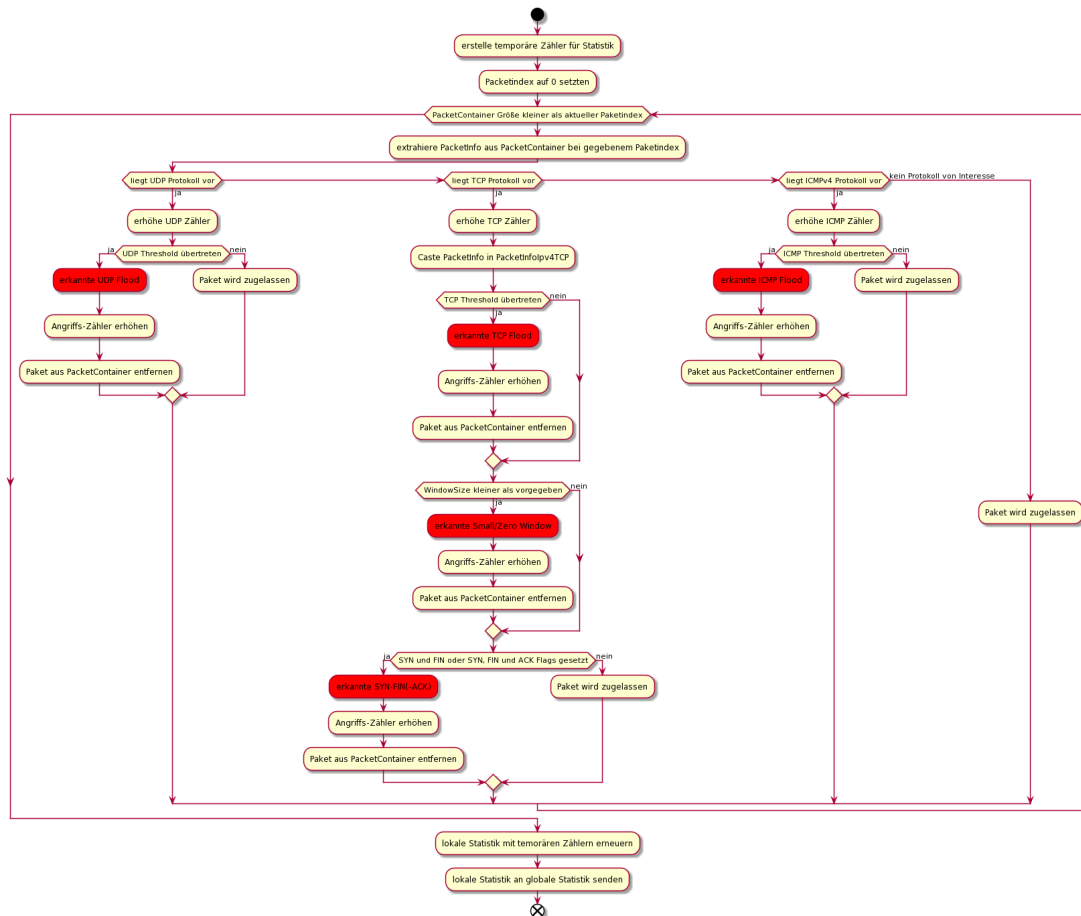 erstelle temporäre Zähler für Statistik
Packetindex auf 0 setzten
PacketContainer Größe kleiner als aktueller Paketindex
extrahiere PacketInfo aus PacketContainer bei gegebenem Paketindex
liegt UDP Protokoll vor
ja
erhöhe UDP Zähler
UDP Threshold übertreten
ja
nein
erkannte UDP Flood
Paket wird zugelassen
Angriffs-Zähler erhöhen
Paket aus PacketContainer entfernen
liegt TCP Protokoll vor
ja
erhöhe TCP Zähler
Caste PacketInfo in PacketInfoIpv4TCP
TCP Threshold übertreten
nein
ja
erkannte TCP Flood
Angriffs-Zähler erhöhen
Paket aus PacketContainer entfernen
WindowSize kleiner als vorgegeben
nein
ja
erkannte Small/Zero Window
Angriffs-Zähler erhöhen
Paket aus PacketContainer entfernen
SYN und FIN oder SYN, FIN und ACK Flags gesetzt
ja
nein
erkannte SYN-FIN(-ACK)
Paket wird zugelassen
Angriffs-Zähler erhöhen
Paket aus PacketContainer entfernen
liegt ICMPv4 Protokoll vor
ja
kein Protokoll von Interesse
erhöhe ICMP Zähler
ICMP Threshold übertreten
ja
nein
erkannte ICMP Flood
Paket wird zugelassen
Angriffs-Zähler erhöhen
Paket aus PacketContainer entfernen
Paket wird zugelassen
lokale Statistik mit temorären Zählern erneuern
lokale Statistik an globale Statistik senden